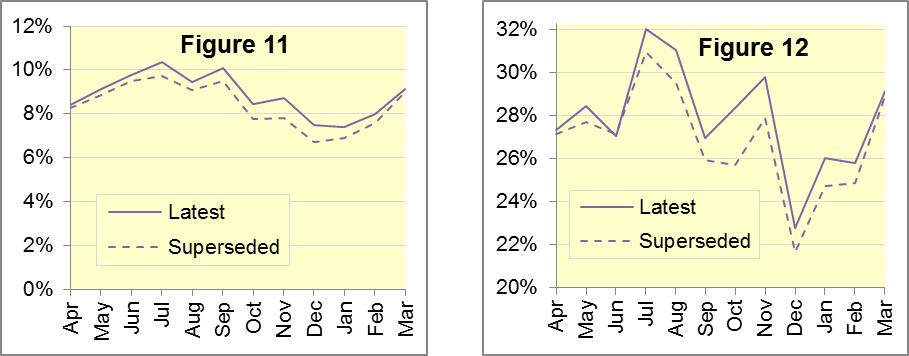 Figure 11
12%
10%
8%
6%
4%
2%
0%
Latest
Superseded
Apr May Jun Jul Aug Sep Oct Nov Dec Jan Feb Mar
Figure 12
32%
30%
28%
26%
24%
22%
20%
Latest
Superseded
Apr May Jun Jul Aug Sep Oct Nov Dec Jan Feb Mar